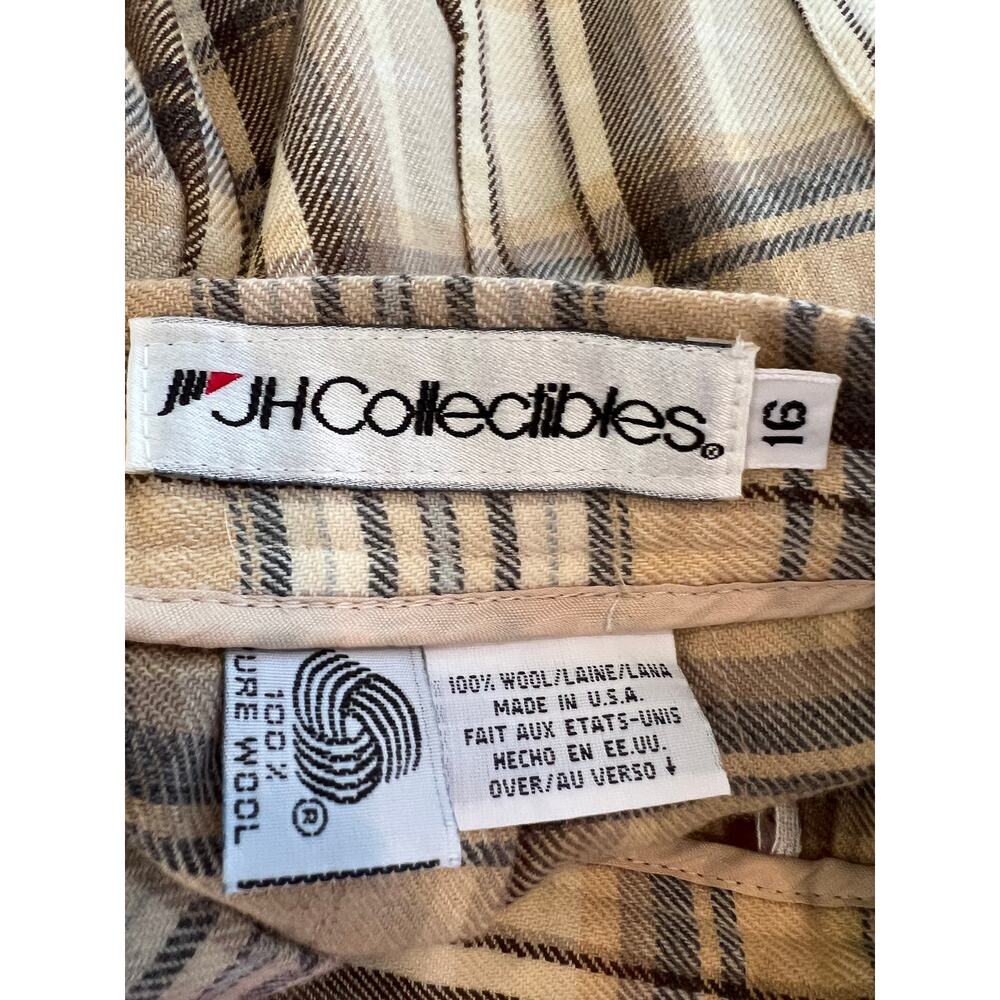 JHCollectibles®
16
100%
PURE WOOL
®
100% WOOL/LAINE/LANA
MADE IN U.S.A.
FAIT AUX ETATS-UNIS
HECHO EN EE.UU.
OVER/AU VERSO ↓